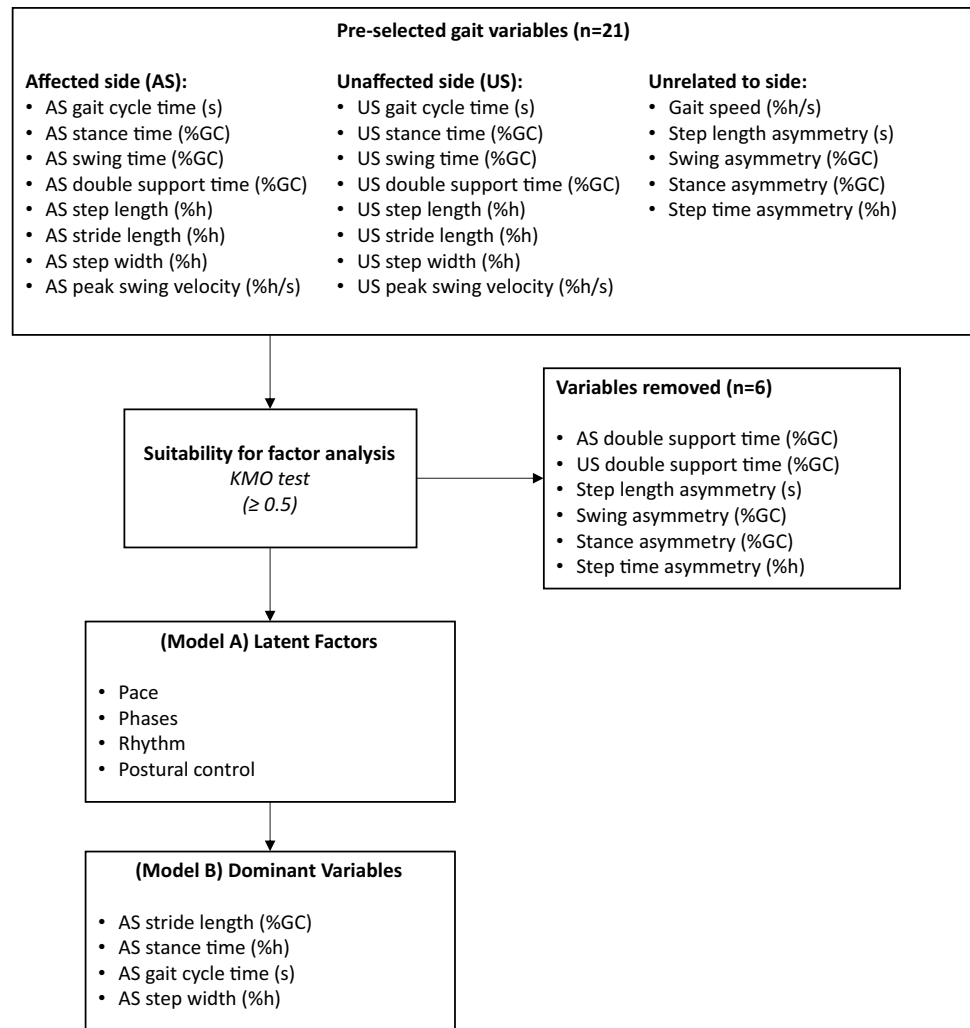 Pre-selected gait variables (n=21)
Affected side (AS):
• AS gait cycle time (s)
• AS stance time (%GC)
• AS swing time (%GC)
• AS double support time (%GC)
• AS step length (%h)
• AS stride length (%h)
• AS step width (%h)
• AS peak swing velocity (%h/s)
Unaffected side (US):
• US gait cycle time (s)
• US stance time (%GC)
• US swing time (%GC)
• US double support time (%GC)
• US step length (%h)
• US stride length (%h)
• US step width (%h)
• US peak swing velocity (%h/s)
Unrelated to side:
• Gait speed (%h/s)
• Step length asymmetry (s)
• Swing asymmetry (%GC)
• Stance asymmetry (%GC)
• Step time asymmetry (%h)
Suitability for factor analysis
KMO test
(≥ 0.5)
Variables removed (n=6)
• AS double support time (%GC)
• US double support time (%GC)
• Step length asymmetry (s)
• Swing asymmetry (%GC)
• Stance asymmetry (%GC)
• Step time asymmetry (%h)
(Model A) Latent Factors
• Pace
• Phases
• Rhythm
• Postural control
(Model B) Dominant Variables
• AS stride length (%GC)
• AS stance time (%h)
• AS gait cycle time (s)
• AS step width (%h)